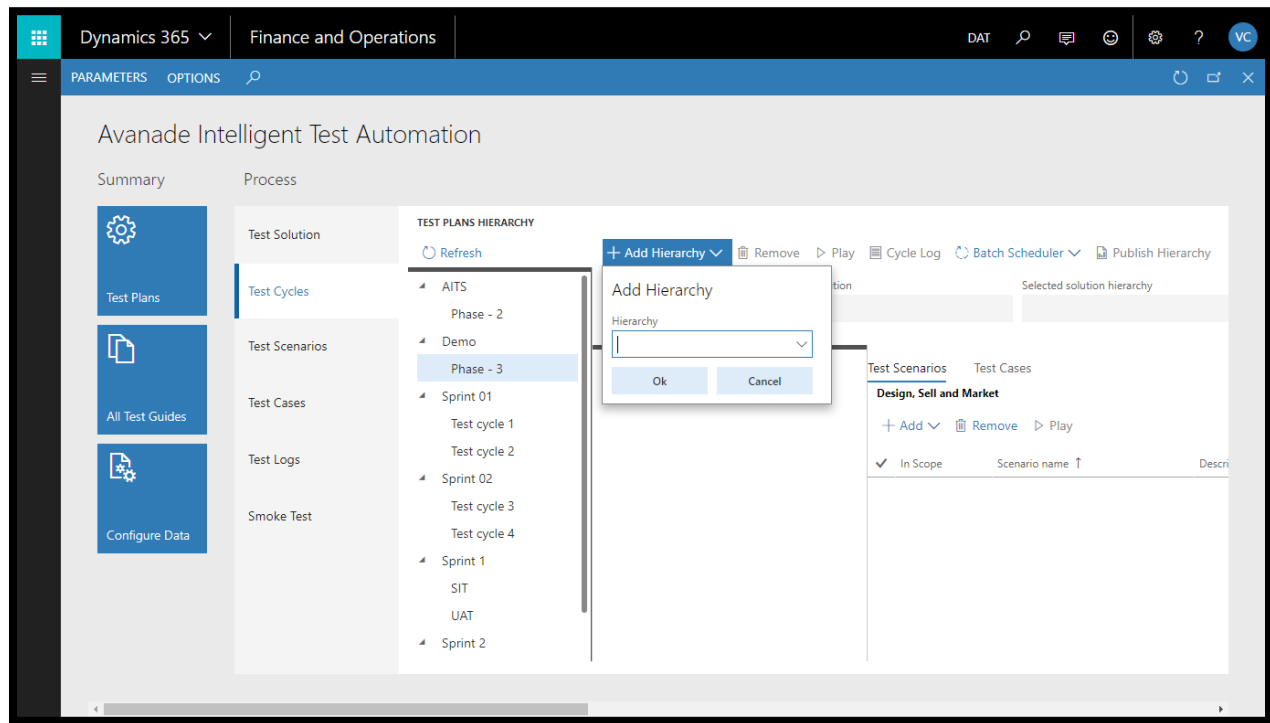 Dynamics 365
Finance and Operations
DAT
?
VC
PARAMETERS OPTIONS
Avanade Intelligent Test Automation
Summary
Process
Test Plans
All Test Guides
Configure Data
Test Solution
Test Cycles
Test Scenarios
Test Cases
Test Logs
Smoke Test
TEST PLANS HIERARCHY
Refresh
AITS
Phase - 2
Demo
Phase - 3
Sprint 01
Test cycle 1
Test cycle 2
Sprint 02
Test cycle 3
Test cycle 4
Sprint 1
SIT
UAT
Sprint 2
+ Add Hierarchy Remove Play Cycle Log Batch Scheduler Publish Hierarchy
Add Hierarchy
Hierarchy
Ok Cancel
tion
Selected solution hierarchy
Test Scenarios Test Cases
Design, Sell and Market
+ Add Remove Play
In Scope Scenario name ↑ Descri